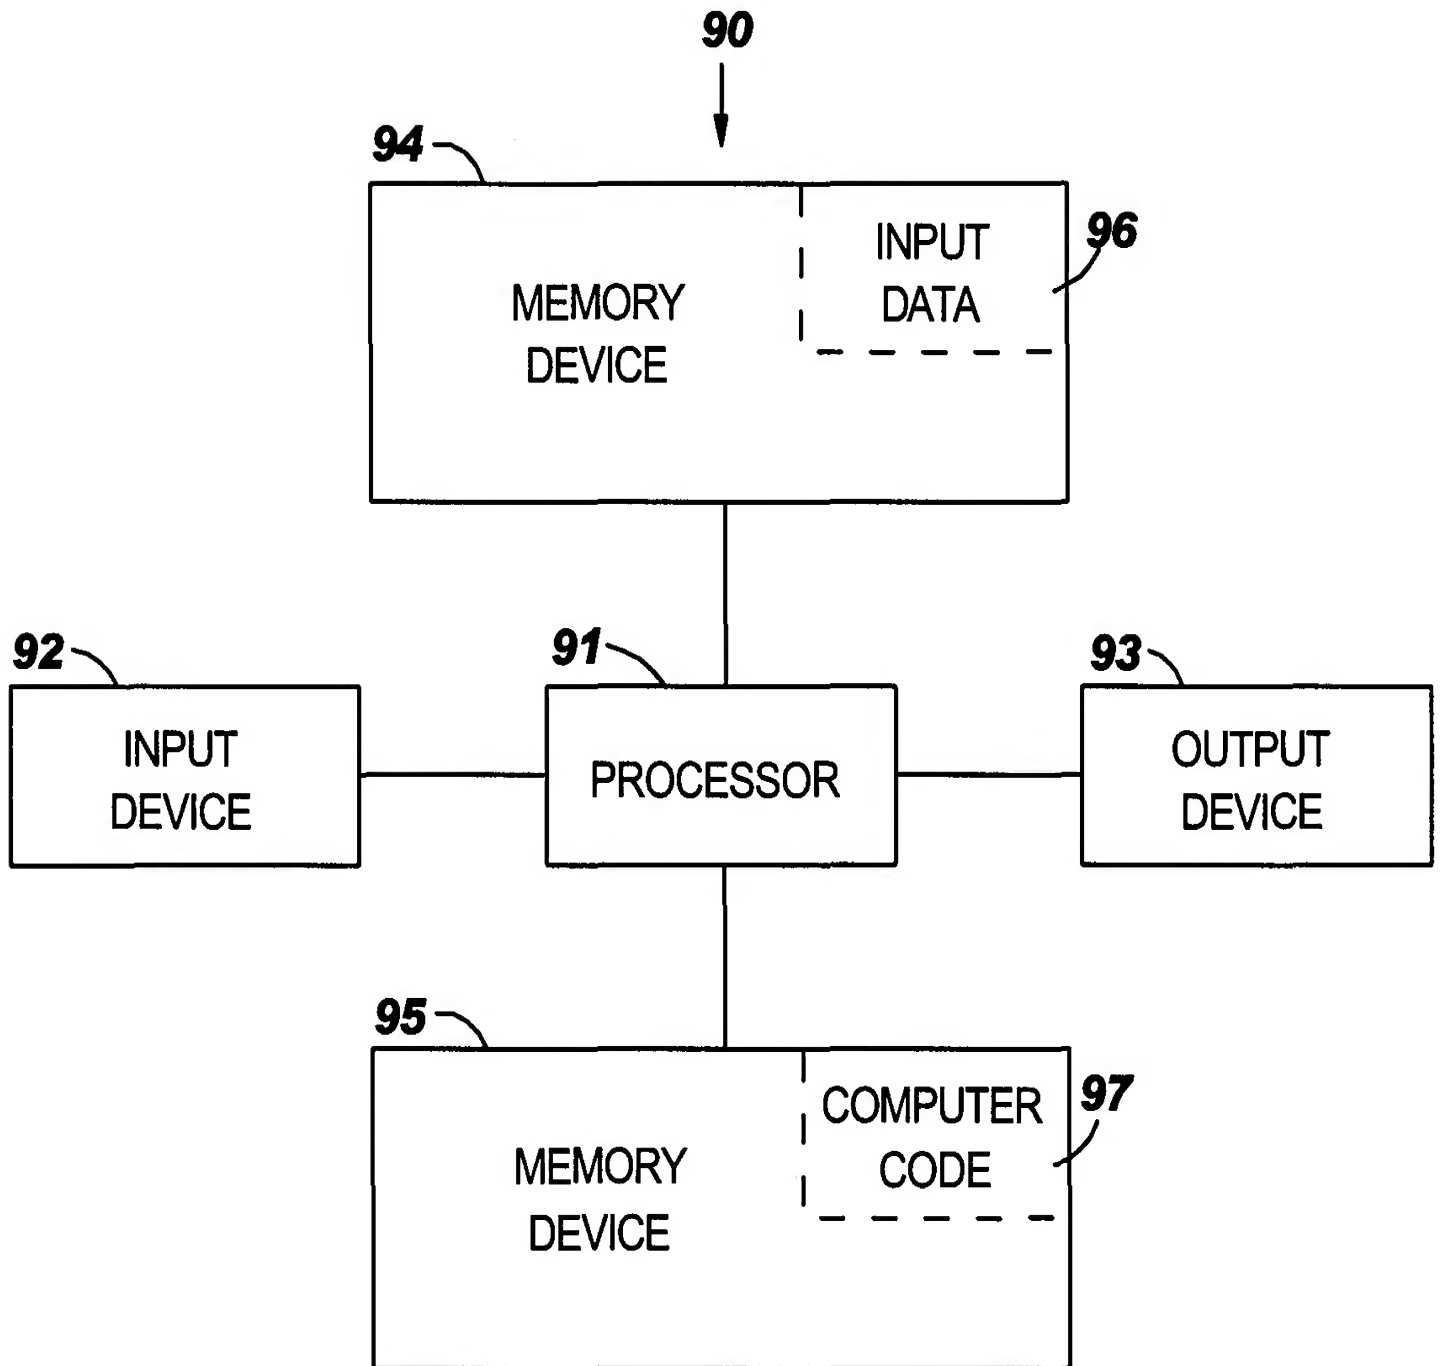 90
94
96
INPUT
DATA
MEMORY
DEVICE
92
91
93
INPUT
DEVICE
PROCESSOR
OUTPUT
DEVICE
95
97
COMPUTER
CODE
MEMORY
DEVICE